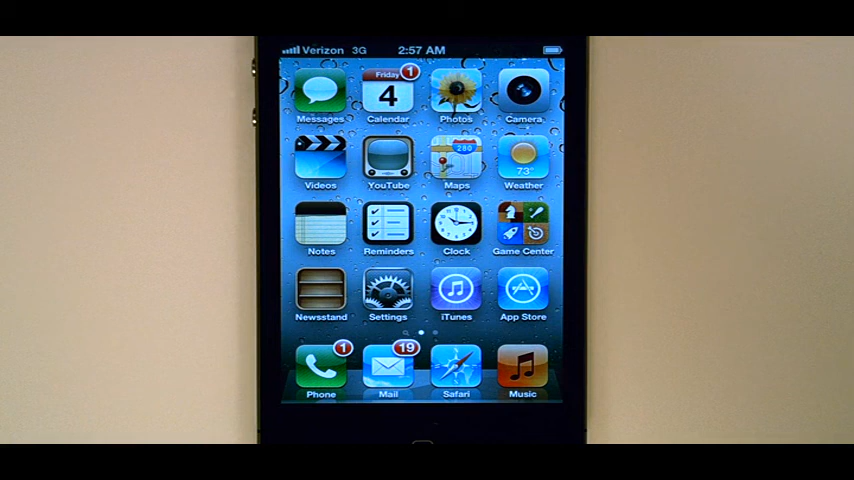 Verizon 3G 2:57 AM
Friday 1
4
Messages Calendar Photos Camera
280
73°
Videos YouTube Maps Weather
Notes Reminders Clock Game Center
Newsstand Settings iTunes App Store
1 19
Phone Mail Safari Music